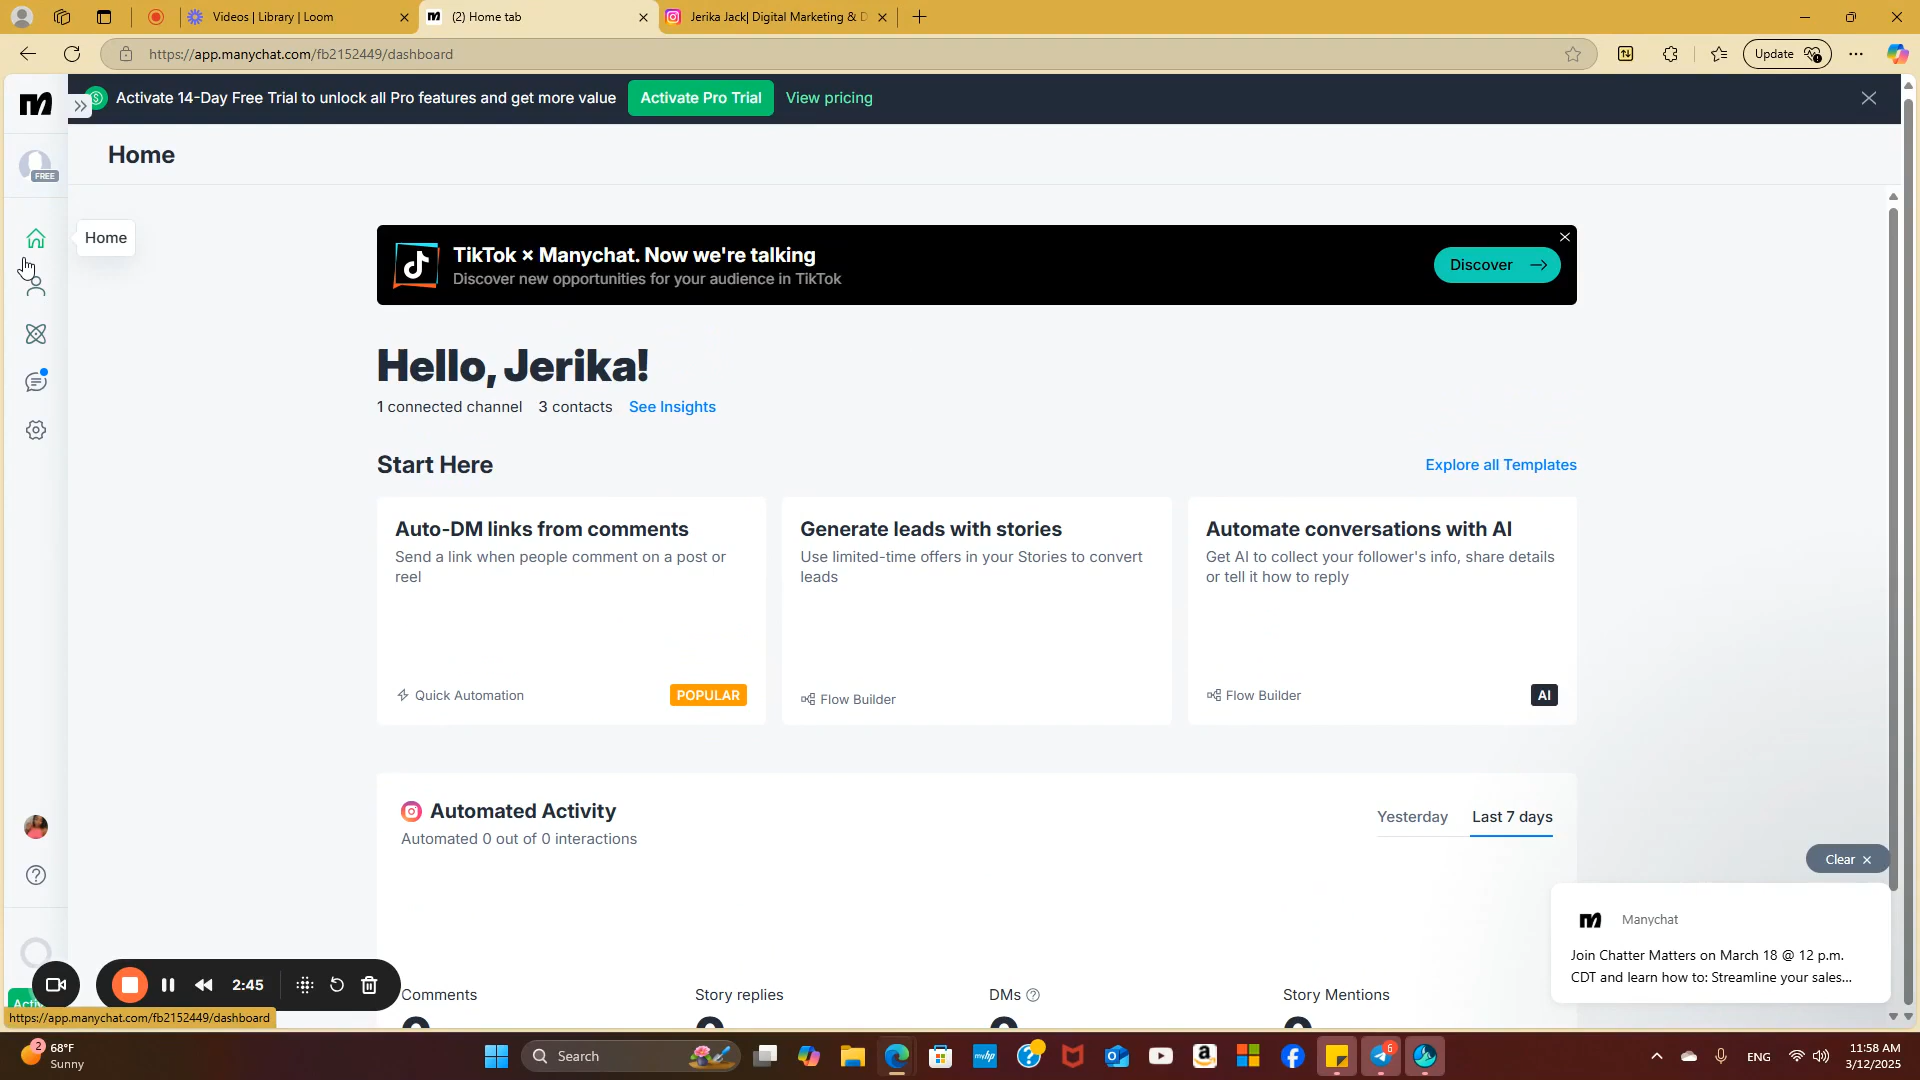 Videos | Library | Loom
(2) Home tab
Jerika Jack| Digital Marketing & D
https://app.manychat.com/fb2152449/dashboard
Update
Activate 14-Day Free Trial to unlock all Pro features and get more value
Activate Pro Trial
View pricing
Home
FREE
Home
TikTok × Manychat. Now we're talking
Discover new opportunities for your audience in TikTok
Discover
Hello, Jerika!
1 connected channel
3 contacts
See Insights
Start Here
Explore all Templates
Auto-DM links from comments
Send a link when people comment on a post or
reel
Quick Automation
POPULAR
Generate leads with stories
Use limited-time offers in your Stories to convert
leads
Flow Builder
Automate conversations with AI
Get AI to collect your follower's info, share details
or tell it how to reply
Flow Builder
AI
Automated Activity
Automated 0 out of 0 interactions
Yesterday
Last 7 days
Clear
Manychat
Join Chatter Matters on March 18 @ 12 p.m.
CDT and learn how to: Streamline your sales...
Comments
Story replies
DMs
Story Mentions
0
0
0
0
2:45
Activ
https://app.manychat.com/fb2152449/dashboard
2
68°F
Sunny
Search
myhp
6
ENG
11:58 AM
3/12/2025